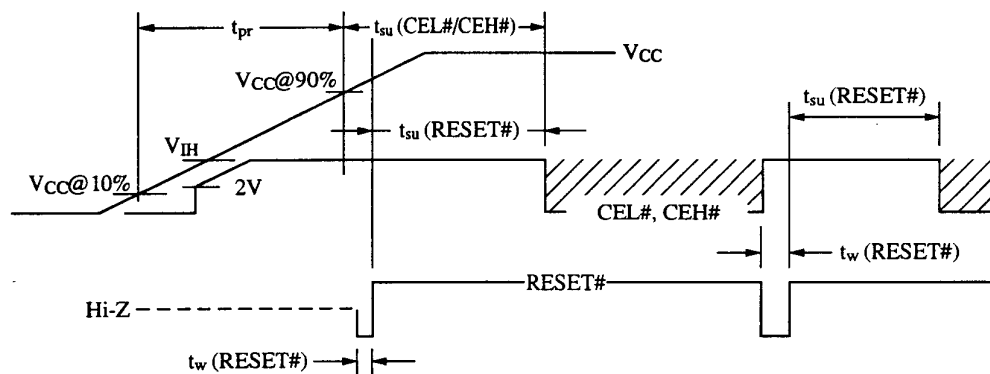 tpr
tsu (CEL#/CEH#)
VCC
VCC@90%
tsu (RESET#)
tsu (RESET#)
VIH
VCC@10%
2V
CEL#, CEH#
tw (RESET#)
RESET#
Hi-Z
tw (RESET#)